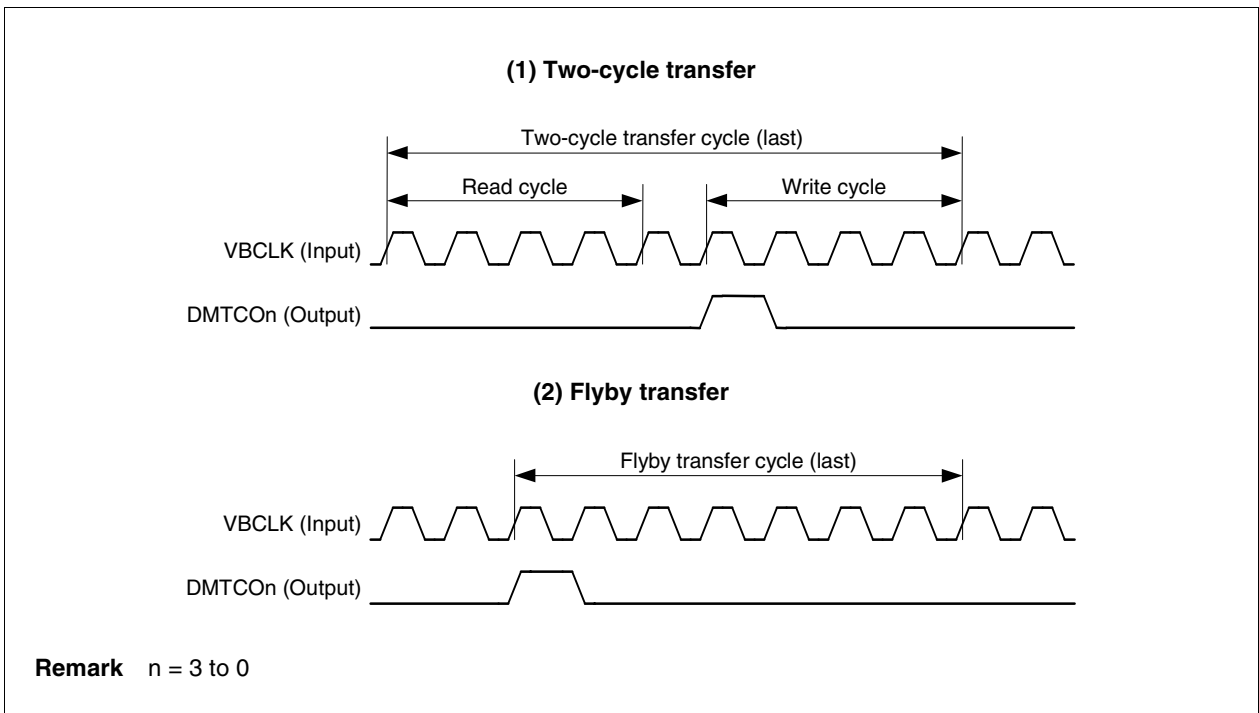 (1) Two-cycle transfer
Two-cycle transfer cycle (last)
Read cycle Write cycle
VBCLK (Input)
DMTCOn (Output)
(2) Flyby transfer
Flyby transfer cycle (last)
VBCLK (Input)
DMTCOn (Output)
Remark n = 3 to 0